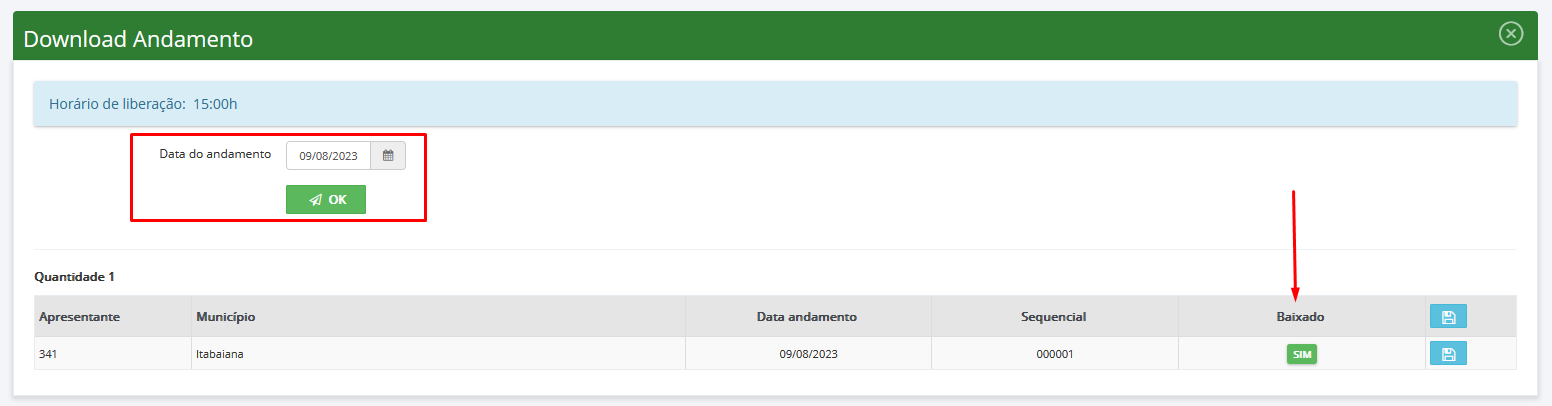 Download Andamento
Horário de liberação: 15:00h
Data do andamento 09/08/2023
OK
Quantidade 1
Apresentante Município Data andamento Sequencial Baixado
341 Itabaiana 09/08/2023 000001 SIM